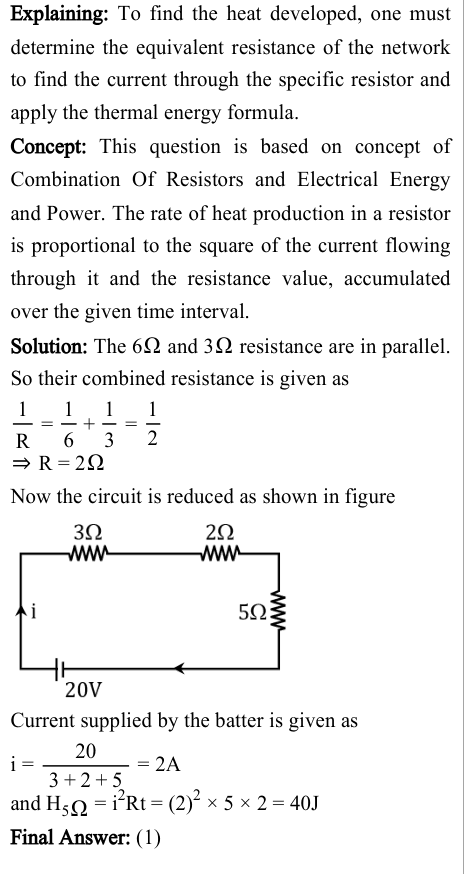 Explaining: To find the heat developed, one must
determine the equivalent resistance of the network
to find the current through the specific resistor and
apply the thermal energy formula.
Concept: This question is based on concept of
Combination Of Resistors and Electrical Energy
and Power. The rate of heat production in a resistor
is proportional to the square of the current flowing
through it and the resistance value, accumulated
over the given time interval.
Solution: The 6Ω and 3Ω resistance are in parallel.
So their combined resistance is given as
1/R = 1/6 + 1/3 = 1/2
⇒ R = 2Ω
Now the circuit is reduced as shown in figure
3Ω 2Ω
i 5Ω
20V
Current supplied by the batter is given as
i = 20/(3 + 2 + 5) = 2A
and H₅Ω = i²Rt = (2)² × 5 × 2 = 40J
Final Answer: (1)